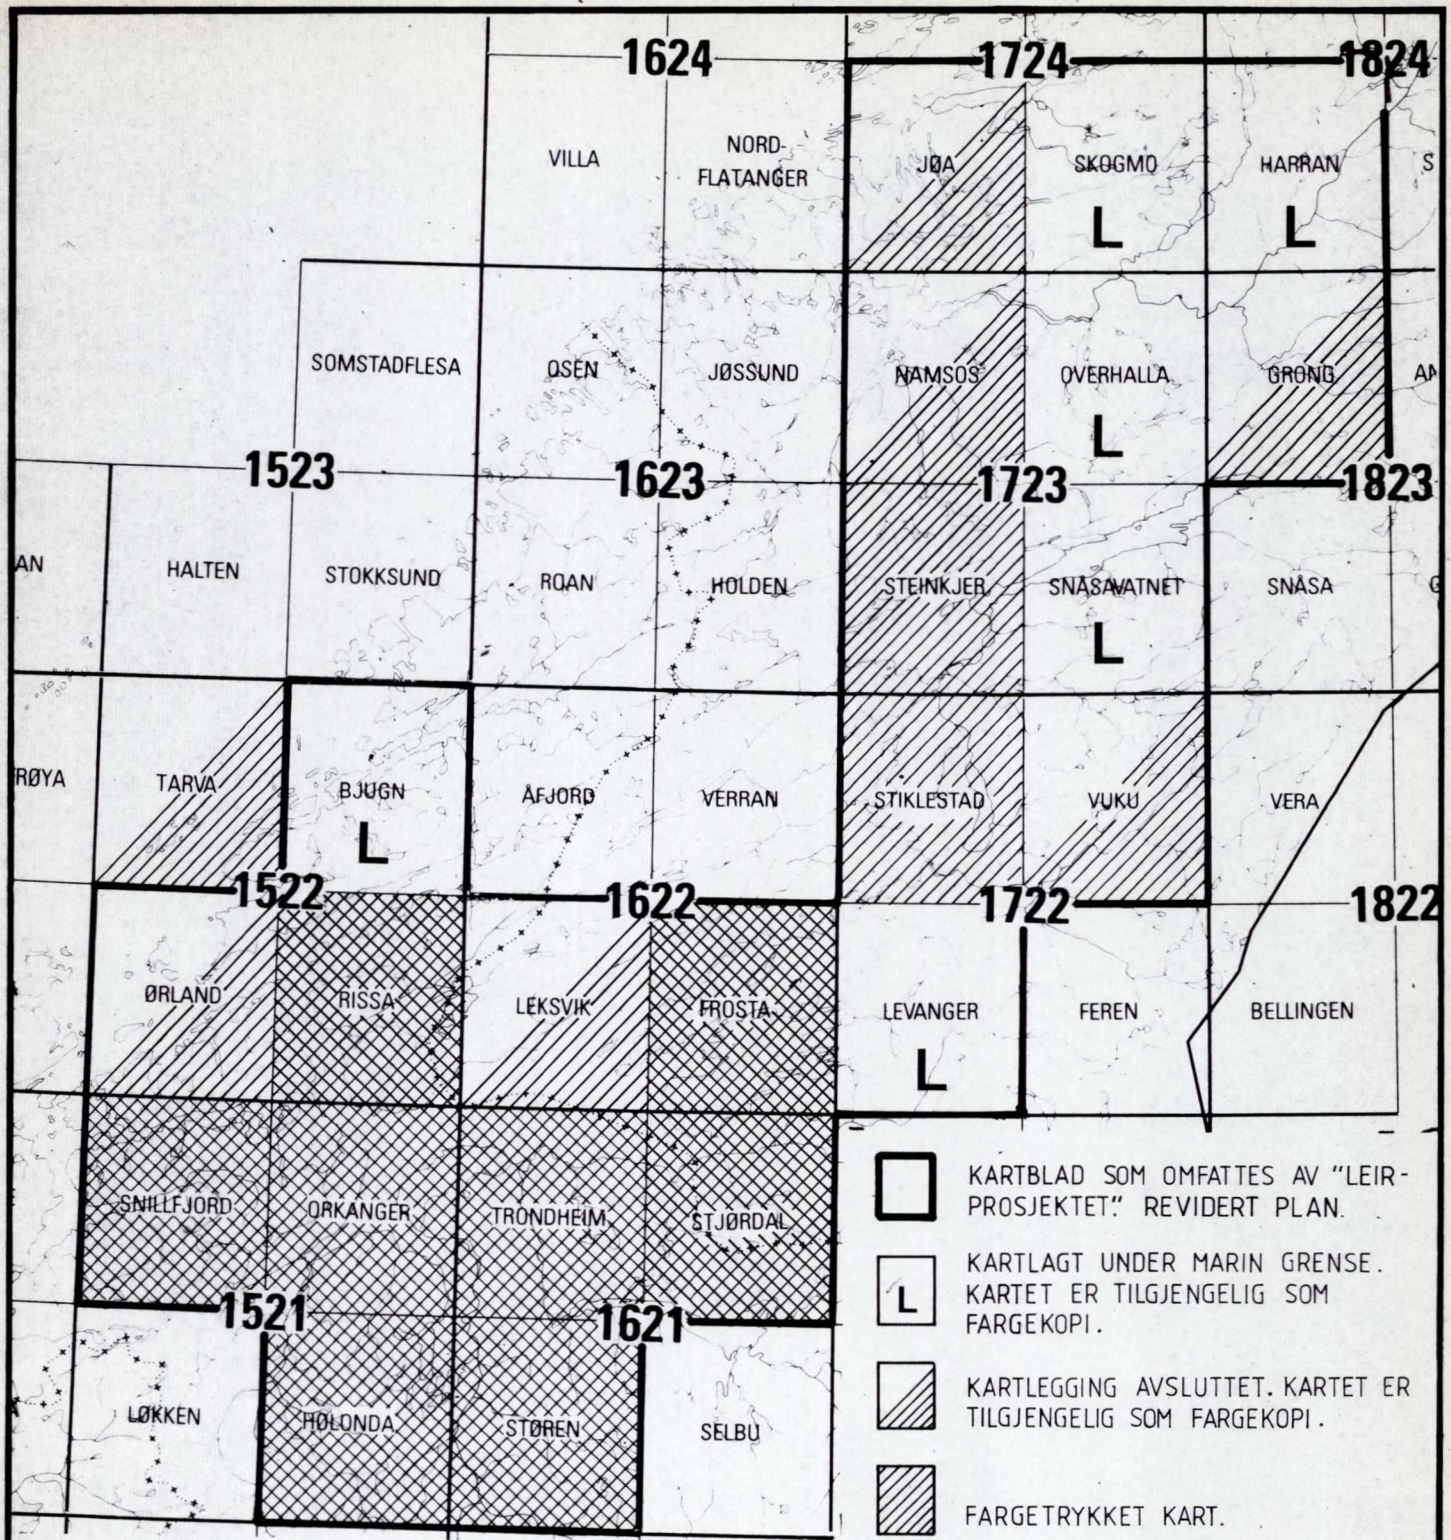 1624
1724
1824
VILLA
NORD-
FLATANGER
JØA
SKOGMO
HARRAN
S
L
L
SOMSTADFLESA
OSEN
JØSSUND
NAMSOS
OVERHALLA
GRONG
AN
L
1523
1623
1723
1823
AN
HALTEN
STOKKSUND
ROAN
HOLDEN
STEINKJER
SNÅSAVATNET
SNÅSA
G
L
RØYA
TARVA
BJUGN
ÅFJORD
VERRAN
STIKLESTAD
VUKU
VERA
L
1522
1622
1722
1822
ØRLAND
RISSA
LEKSVIK
FROSTA
LEVANGER
FEREN
BELLINGEN
L
SNILLFJORD
ORKANGER
TRONDHEIM
STJØRDAL
1521
1621
LØKKEN
HØLONDA
STØREN
SELBU
KARTBLAD SOM OMFATTES AV "LEIR-
PROSJEKTET". REVIDERT PLAN.
L
KARTLAGT UNDER MARIN GRENSE.
KARTET ER TILGJENGELIG SOM
FARGEKOPI.
KARTLEGGING AVSLUTTET. KARTET ER
TILGJENGELIG SOM FARGEKOPI.
FARGETRYKKET KART.